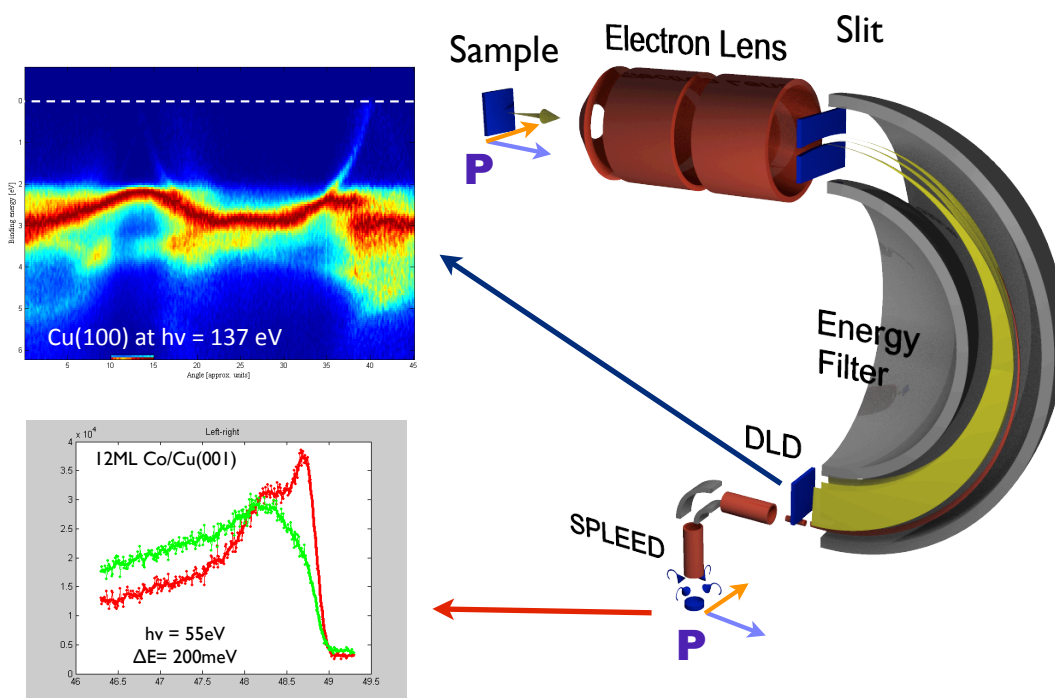 Sample
Electron Lens
Slit
P
Energy
Filter
DLD
SPLEED
P
0
1
2
3
4
5
6
Binding energy [eV]
Cu(100) at hv = 137 eV
5 10 15 20 25 30 35 40 45
Angle [approx. units]
Left-right
x 10⁴
12ML Co/Cu(001)
4
3.5
3
2.5
2
1.5
1
0.5
0
hv = 55eV
ΔE= 200meV
46 46.5 47 47.5 48 48.5 49 49.5